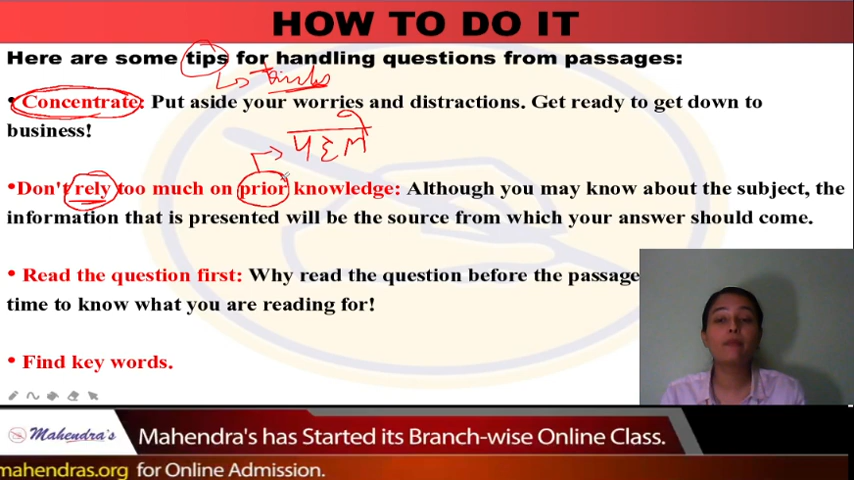 HOW TO DO IT
Here are some tips for handling questions from passages:
Tricks
• Concentrate: Put aside your worries and distractions. Get ready to get down to
business!
पहले
•Don't rely too much on prior knowledge: Although you may know about the subject, the
information that is presented will be the source from which your answer should come.
• Read the question first: Why read the question before the passage
time to know what you are reading for!
• Find key words.
Mahendra's
Mahendra's has Started its Branch-wise Online Class.
mahendras.org for Online Admission.